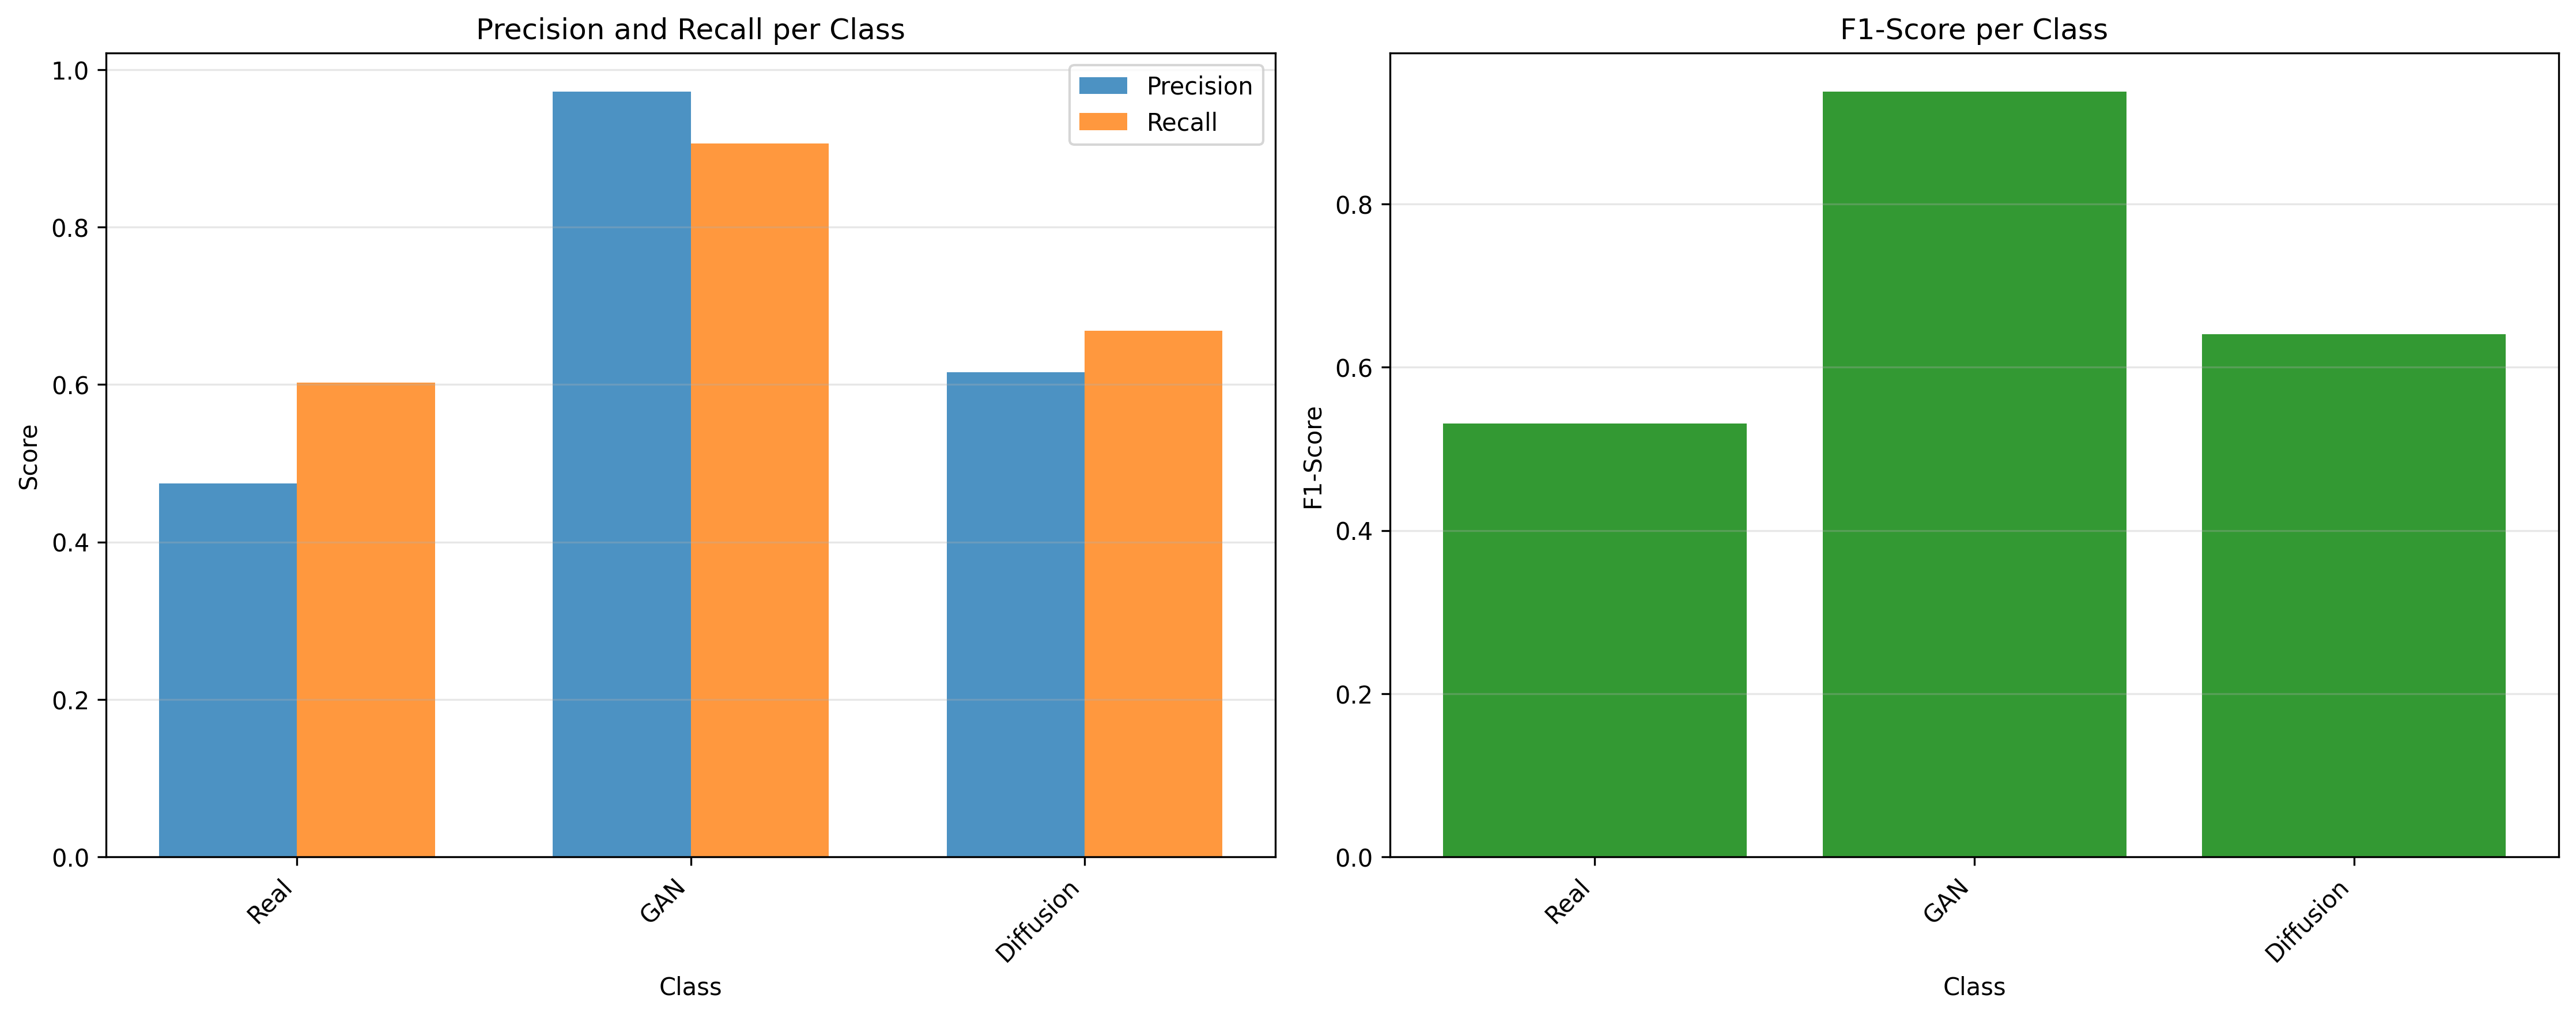 Precision and Recall per Class
Precision
Recall
1.0
0.8
0.6
0.4
0.2
0.0
Score
Real
GAN
Diffusion
Class
F1-Score per Class
0.8
0.6
0.4
0.2
0.0
F1-Score
Real
GAN
Diffusion
Class